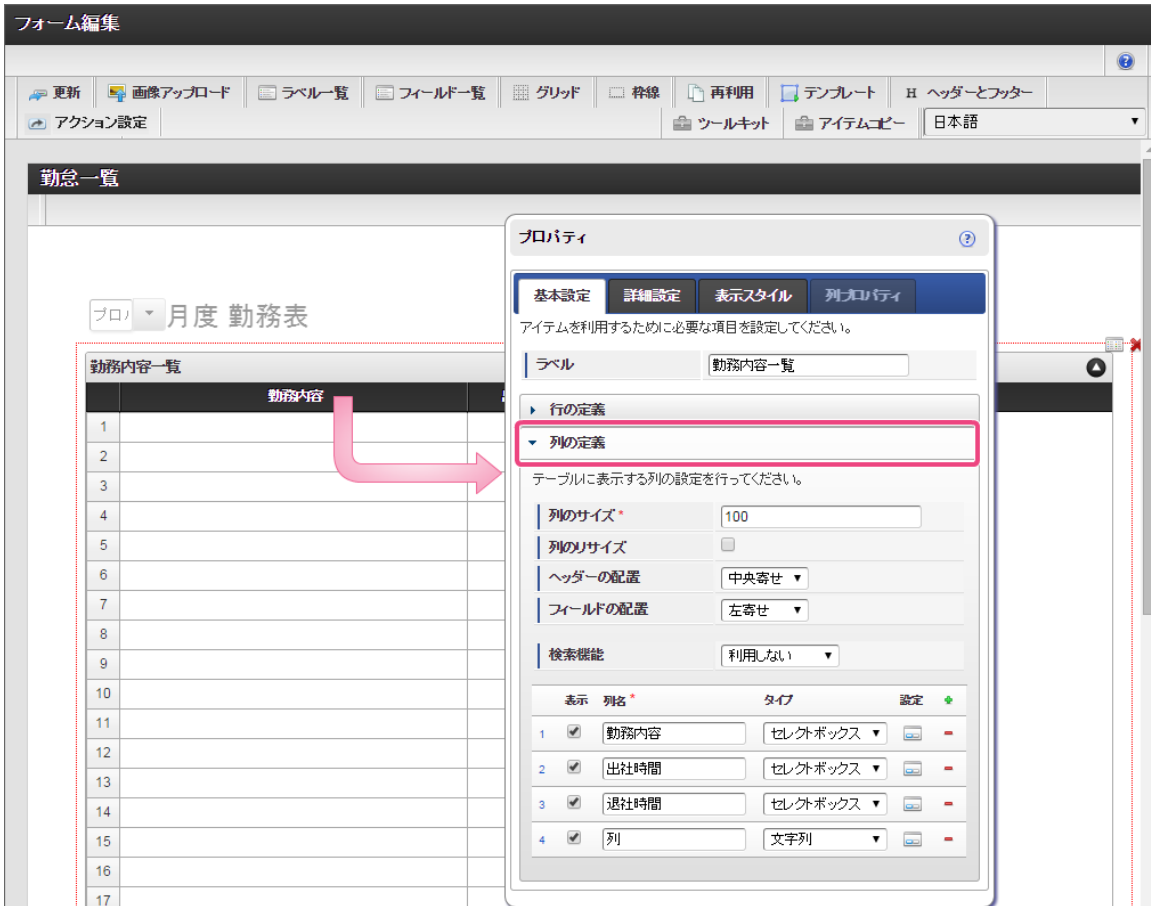 フォーム編集
更新 画像アップロード ラベル一覧 フィールド一覧 グリッド 枠線 再利用 テンプレート H ヘッダーとフッター
アクション設定 ツールキット アイテムコピー 日本語
勤怠一覧
プロパティ
基本設定 詳細設定 表示スタイル 列プロパティ
アイテムを利用するために必要な項目を設定してください。
月度 勤務表
ラベル 勤務内容一覧
勤務内容一覧
勤務内容
行の定義
列の定義
テーブルに表示する列の設定を行ってください。
列のサイズ* 100
列のリサイズ
ヘッダーの配置 中央寄せ
フィールドの配置 左寄せ
検索機能 利用しない
表示 列名* タイプ 設定
1 勤務内容 セレクトボックス
2 出社時間 セレクトボックス
3 退社時間 セレクトボックス
4 列 文字列
1
2
3
4
5
6
7
8
9
10
11
12
13
14
15
16
17